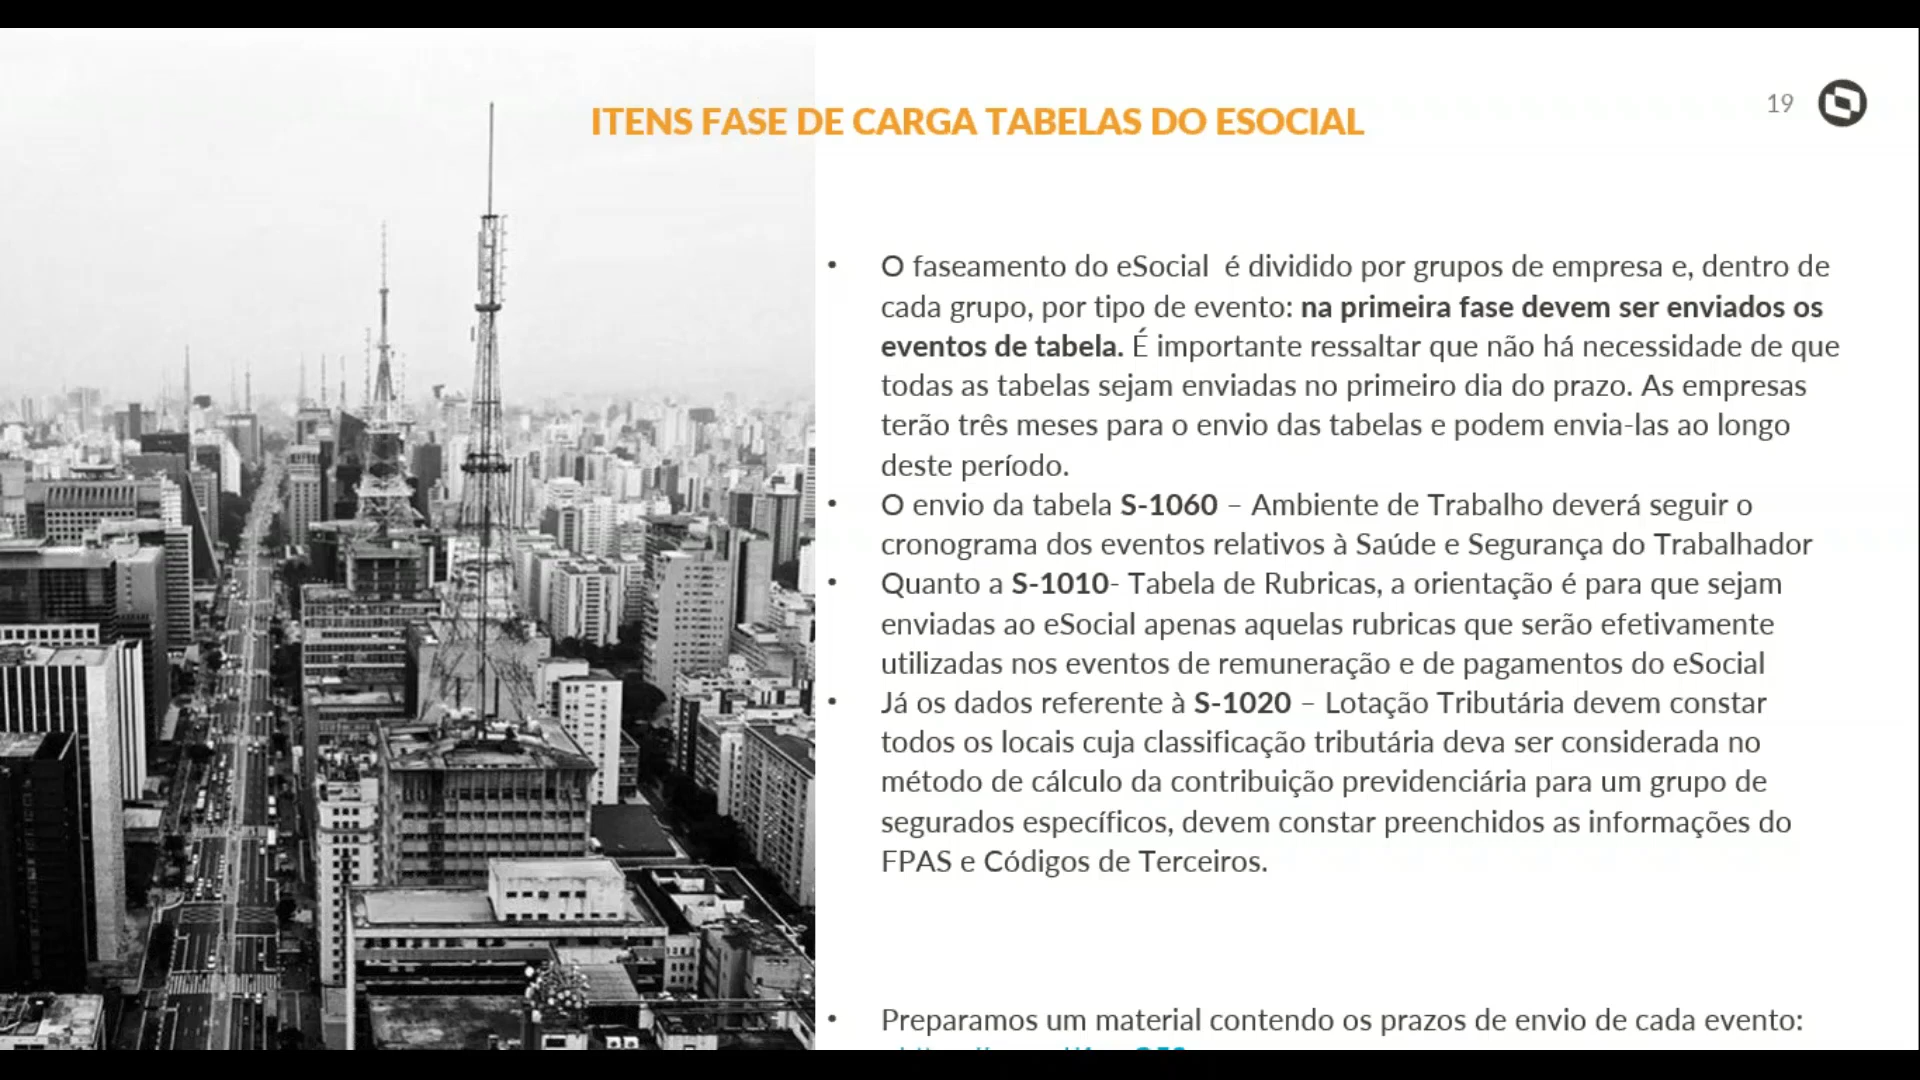 ITENS FASE DE CARGA TABELAS DO ESOCIAL
19
• O faseamento do eSocial é dividido por grupos de empresa e, dentro de
cada grupo, por tipo de evento: na primeira fase devem ser enviados os
eventos de tabela. É importante ressaltar que não há necessidade de que
todas as tabelas sejam enviadas no primeiro dia do prazo. As empresas
terão três meses para o envio das tabelas e podem envia-las ao longo
deste período.
• O envio da tabela S-1060 – Ambiente de Trabalho deverá seguir o
cronograma dos eventos relativos à Saúde e Segurança do Trabalhador
• Quanto a S-1010- Tabela de Rubricas, a orientação é para que sejam
enviadas ao eSocial apenas aquelas rubricas que serão efetivamente
utilizadas nos eventos de remuneração e de pagamentos do eSocial
• Já os dados referente à S-1020 – Lotação Tributária devem constar
todos os locais cuja classificação tributária deva ser considerada no
método de cálculo da contribuição previdenciária para um grupo de
segurados específicos, devem constar preenchidos as informações do
FPAS e Códigos de Terceiros.
• Preparamos um material contendo os prazos de envio de cada evento: